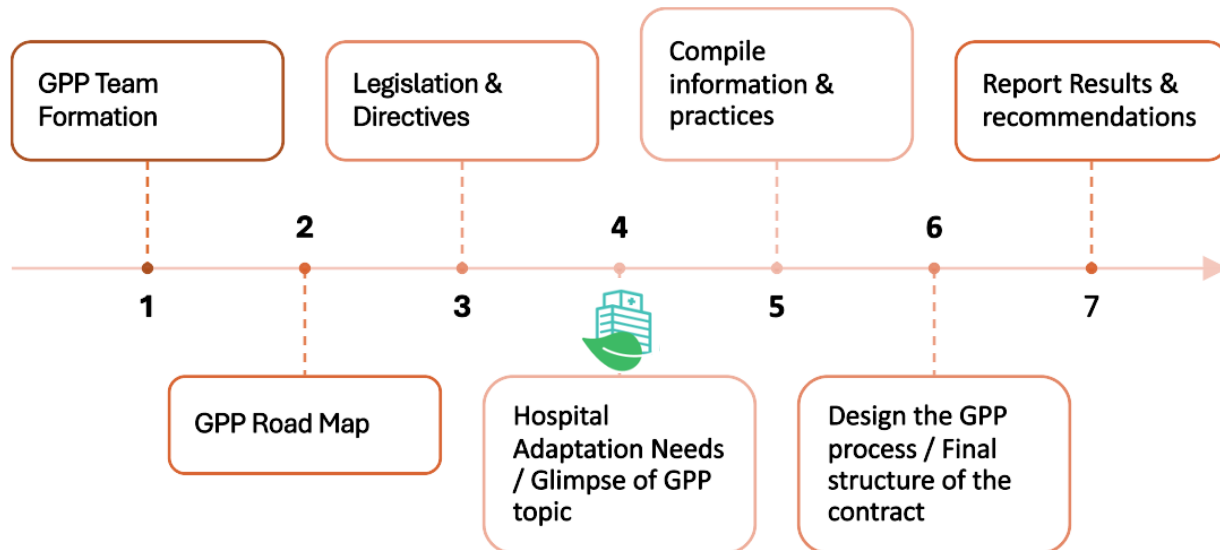 GPP Team
Formation
Legislation &
Directives
Compile
information &
practices
Report Results &
recommendations
2
4
6
1
3
5
7
GPP Road Map
Hospital
Adaptation Needs
/ Glimpse of GPP
topic
Design the GPP
process / Final
structure of the
contract